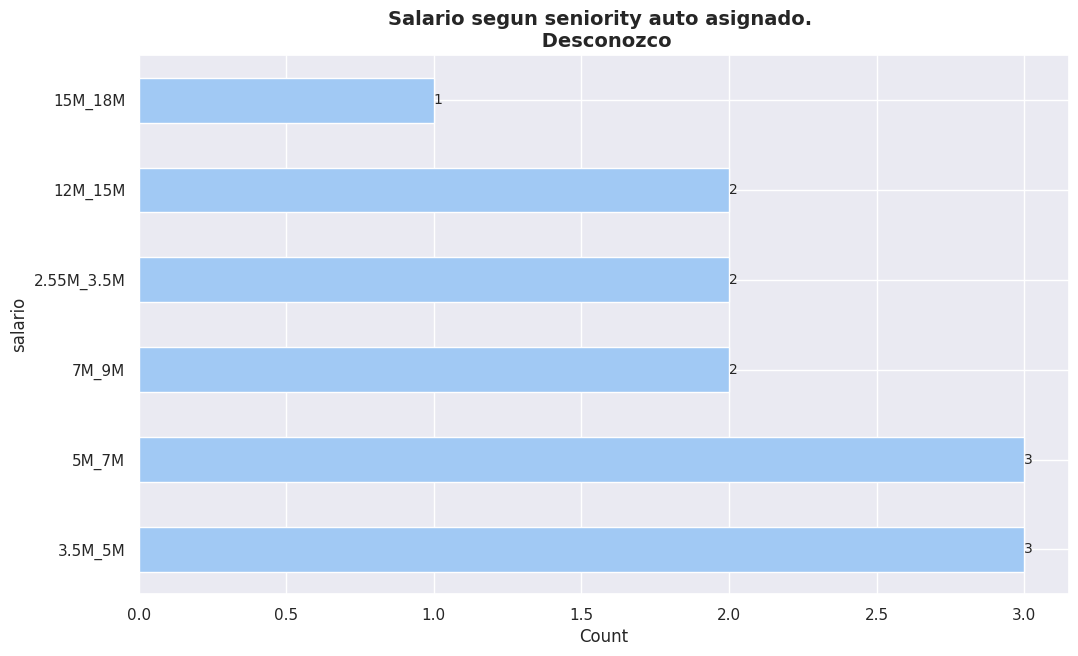 Salario segun seniority auto asignado.
Desconozco
salario
15M_18M
1
12M_15M
2
2.55M_3.5M
2
7M_9M
2
5M_7M
3
3.5M_5M
3
0.0 0.5 1.0 1.5 2.0 2.5 3.0
Count